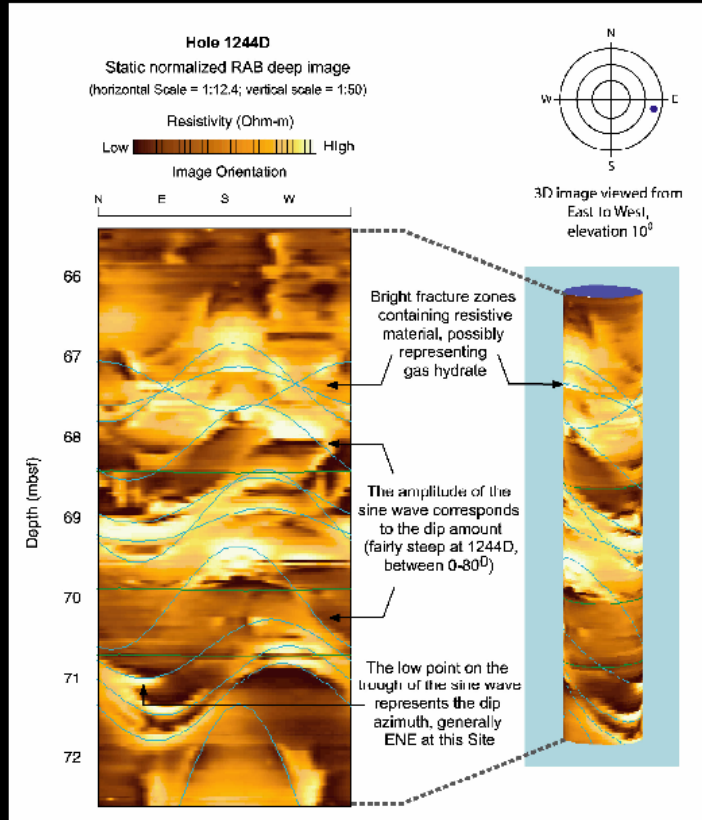 Hole 1244D
Static normalized RAB deep image
(horizontal Scale = 1:12.4; vertical scale = 1:50)
Resistivity (Ohm-m)
Low
HIgh
Image Orientation
N
E
S
W
66
67
68
69
70
71
72
Depth (mbsf)
N
W
E
S
3D image viewed from
East to West,
elevation 10⁰
Bright fracture zones
containing resistive
material, possibly
representing
gas hydrate
The amplitude of the
sine wave corresponds
to the dip amount
(fairly steep at 1244D,
between 0-80⁰)
The low point on the
trough of the sine wave
represents the dip
azimuth, generally
ENE at this Site